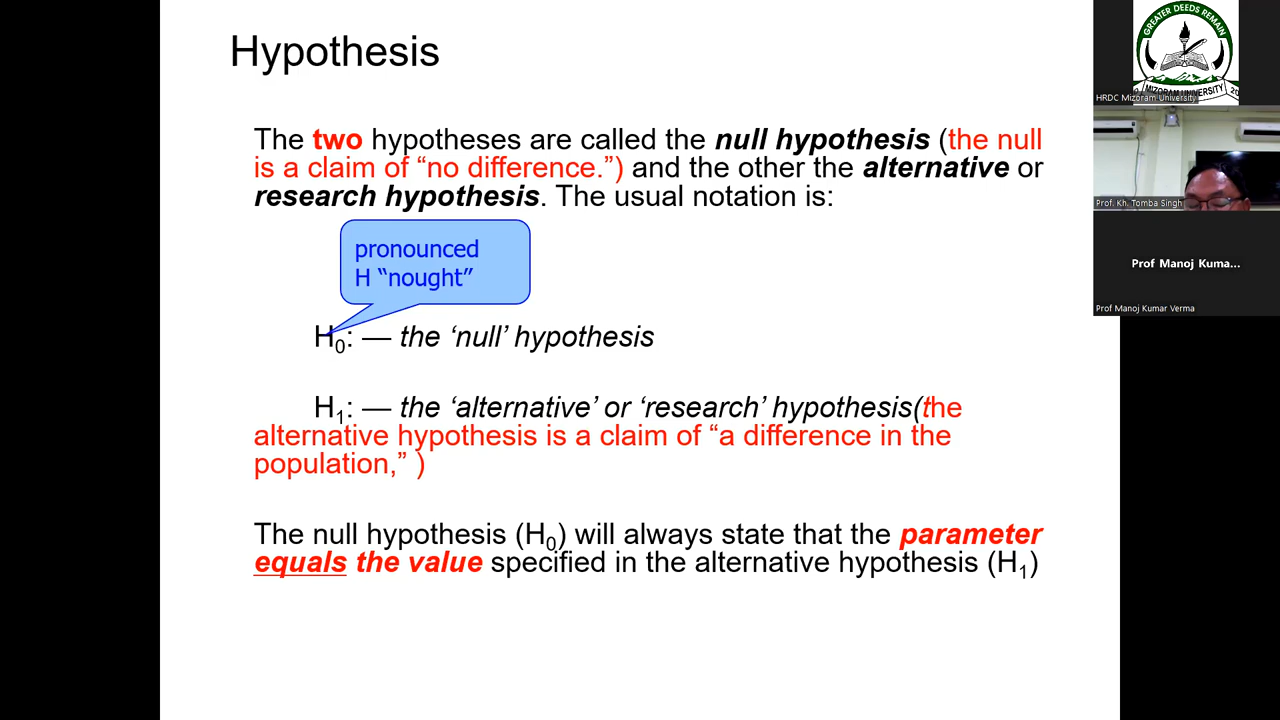 Hypothesis
The two hypotheses are called the null hypothesis (the null
is a claim of “no difference.”) and the other the alternative or
research hypothesis. The usual notation is:
pronounced
H “nought”
H0: — the ‘null’ hypothesis
H1: — the ‘alternative’ or ‘research’ hypothesis(the
alternative hypothesis is a claim of “a difference in the
population,” )
The null hypothesis (H0) will always state that the parameter
equals the value specified in the alternative hypothesis (H1)
GREATER DEEDS REMAIN
MIZORAM UNIVERSITY
HRDC Mizoram University
Prof. Kh. Tomba Singh
Prof Manoj Kuma...
Prof Manoj Kumar Verma